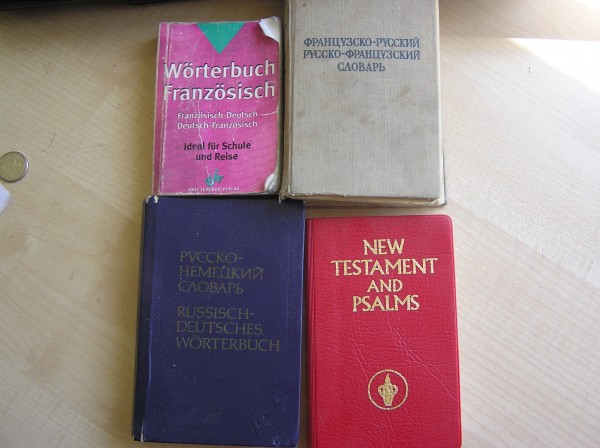 Wörterbuch
Französisch
Französisch-Deutsch
Deutsch-Französisch
Ideal für Schule
und Reise
ФРАНЦУЗСКО-РУССКИЙ
РУССКО-ФРАНЦУЗСКИЙ
СЛОВАРЬ
РУССКО-
НЕМЕЦКИЙ
СЛОВАРЬ
RUSSISCH-
DEUTSCHES
WÖRTERBUCH
NEW
TESTAMENT
AND
PSALMS